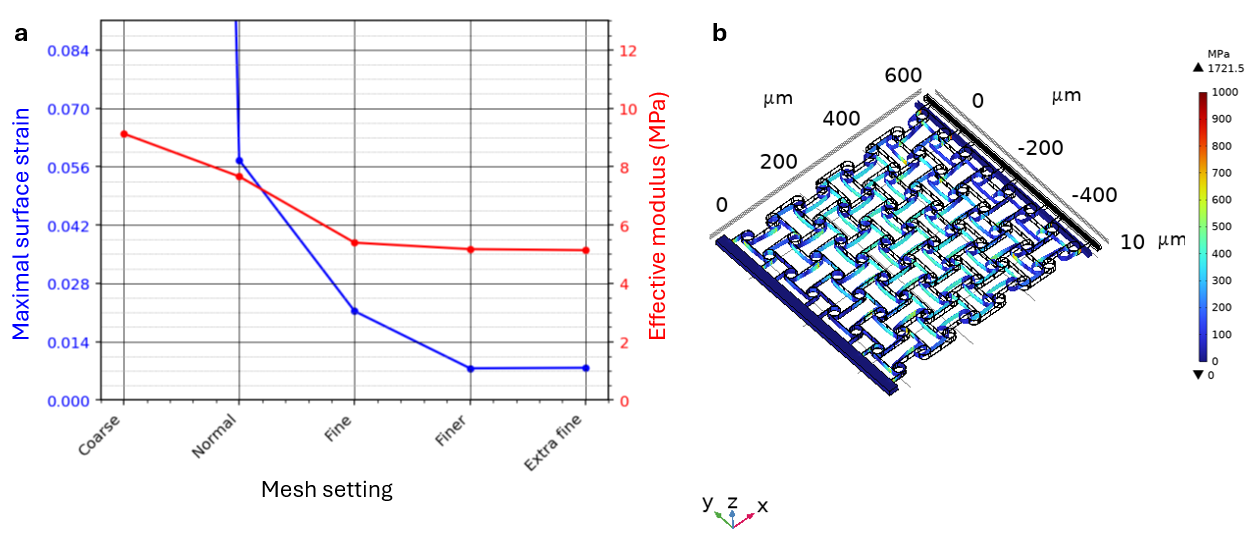 a
0.084
0.070
0.056
0.042
0.028
0.014
0.000
Maximal surface strain
12
10
8
6
4
2
0
Effective modulus (MPa)
Coarse
Normal
Fine
Finer
Extra fine
Mesh setting
b
600
400
200
0
μm
0
-200
-400
μm
10 μm
MPa
▲ 1721.5
1000
900
800
700
600
500
400
300
200
100
0
▼ 0
y z x